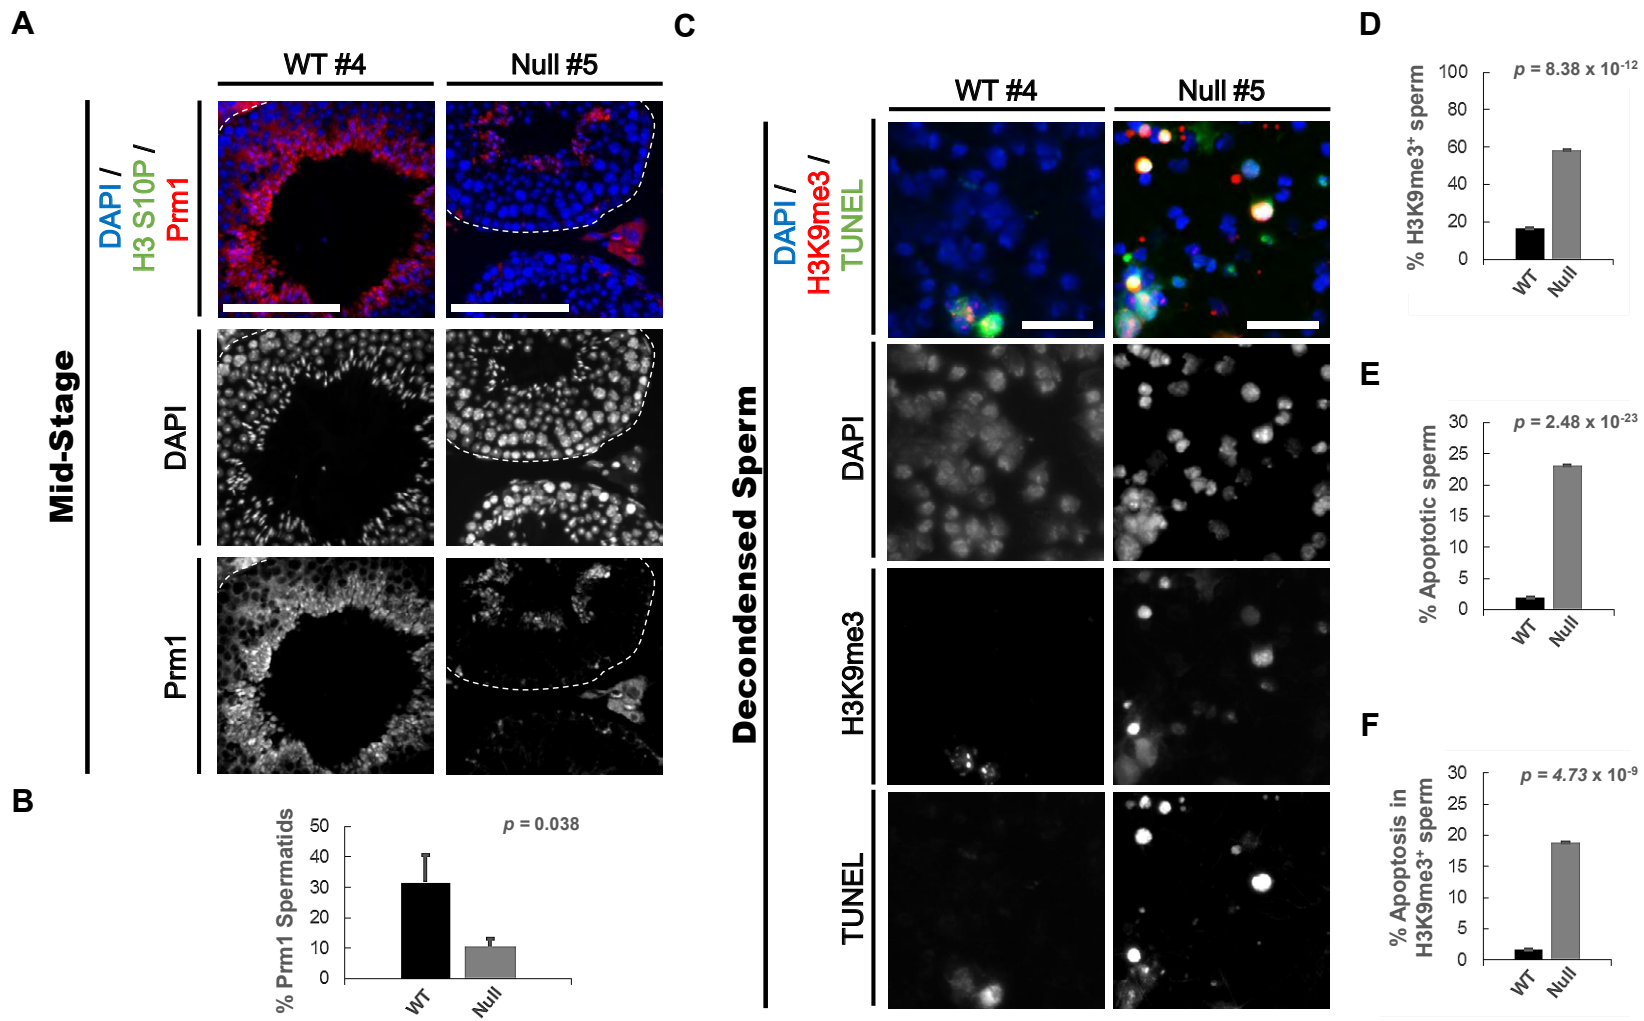 A
WT #4
Null #5
Mid-Stage
DAPI /
H3 S10P /
Prm1
DAPI
Prm1
B
% Prm1 Spermatids
50
40
30
20
10
0
p = 0.038
WT
Null
C
WT #4
Null #5
Decondensed Sperm
DAPI /
H3K9me3 /
TUNEL
DAPI
H3K9me3
TUNEL
D
% H3K9me3⁺ sperm
100
80
60
40
20
0
p = 8.38 x 10⁻¹²
WT
Null
E
% Apoptotic sperm
30
25
20
15
10
5
0
p = 2.48 x 10⁻²³
WT
Null
F
% Apoptosis in
H3K9me3⁺ sperm
30
25
20
15
10
5
0
p = 4.73 x 10⁻⁹
WT
Null